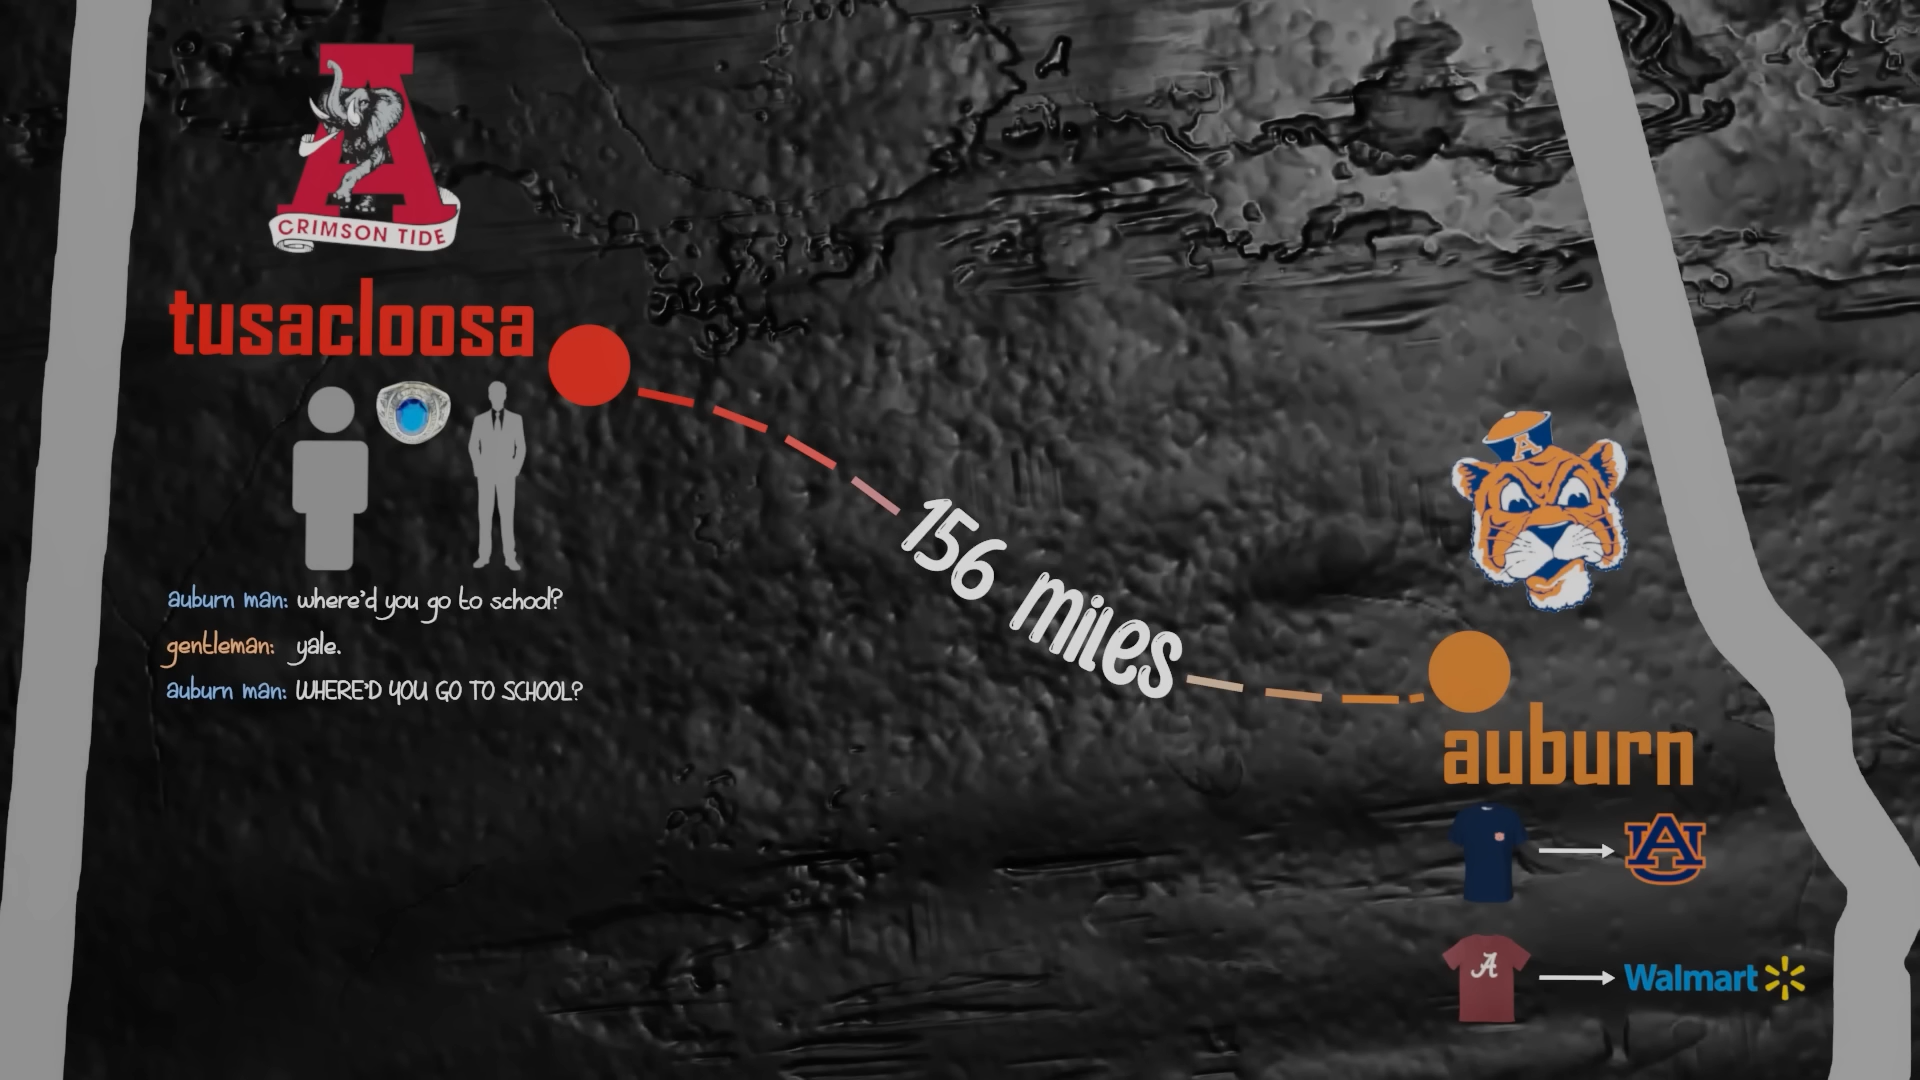 A
CRIMSON TIDE
tusacloosa
auburn man: where'd you go to school?
gentleman: yale.
auburn man: WHERE'D YOU GO TO SCHOOL?
156 miles
A
auburn
AU
A
Walmart